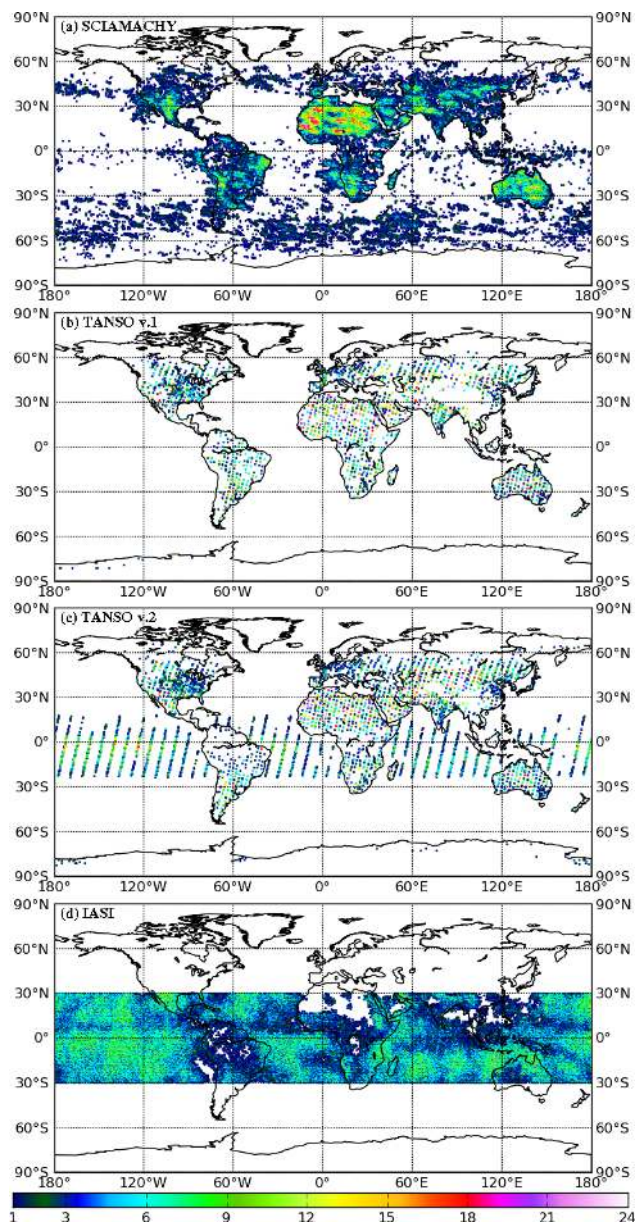 90°N 90°N
(a) SCIAMACHY
60°N 60°N
30°N 30°N
0° 0°
30°S 30°S
60°S 60°S
90°S 90°S
180° 120°W 60°W 0° 60°E 120°E 180°
90°N 90°N
(b) TANSO v.1
60°N 60°N
30°N 30°N
0° 0°
30°S 30°S
60°S 60°S
90°S 90°S
180° 120°W 60°W 0° 60°E 120°E 180°
90°N 90°N
(c) TANSO v.2
60°N 60°N
30°N 30°N
0° 0°
30°S 30°S
60°S 60°S
90°S 90°S
180° 120°W 60°W 0° 60°E 120°E 180°
90°N 90°N
(d) IASI
60°N 60°N
30°N 30°N
0° 0°
30°S 30°S
60°S 60°S
90°S 90°S
180° 120°W 60°W 0° 60°E 120°E 180°
1 3 6 9 12 15 18 21 24